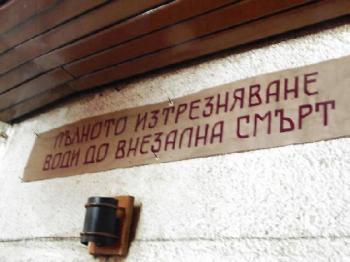 ПЪЛНОТО ИЗТРЕЗНЯВАНЕ
ВОДИ ДО ВНЕЗАПНА СМЪРТ